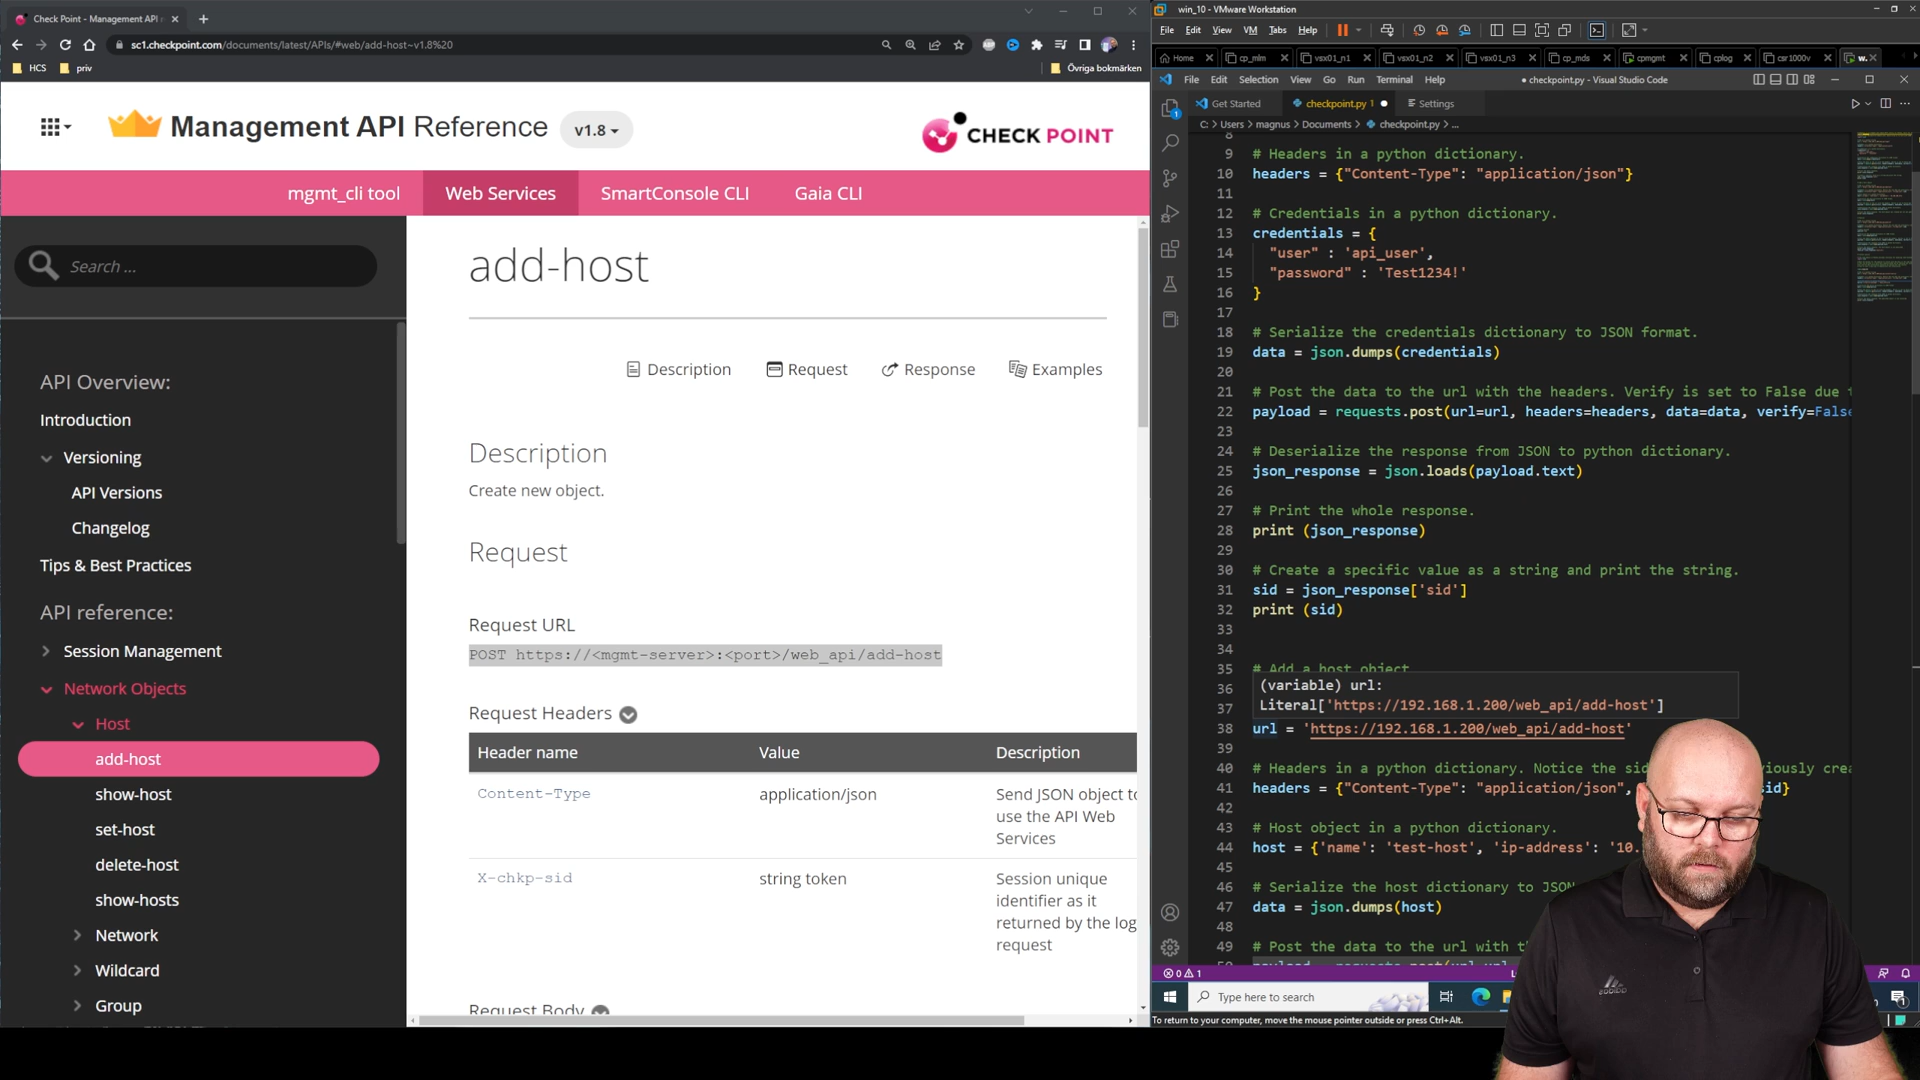 Check Point - Management API r
sc1.checkpoint.com/documents/latest/APIs/#web/add-host~v1.8%20
HCS
priv
Övriga bokmärken
Management API Reference
v1.8
CHECK POINT
mgmt_cli tool
Web Services
SmartConsole CLI
Gaia CLI
Search ...
API Overview:
Introduction
Versioning
API Versions
Changelog
Tips & Best Practices
API reference:
Session Management
Network Objects
Host
add-host
show-host
set-host
delete-host
show-hosts
Network
Wildcard
Group
add-host
Description
Request
Response
Examples
Description
Create new object.
Request
Request URL
POST https://<mgmt-server>:<port>/web_api/add-host
Request Headers
Header name Value Description
Content-Type application/json Send JSON object to
use the API Web
Services
X-chkp-sid string token Session unique
identifier as it
returned by the log
request
Request Body
win_10 - VMware Workstation
File Edit View VM Tabs Help
Home cp_mlm vsx01_n1 vsx01_n2 vsx01_n3 cp_mds cpmgmt cplog csr1000v w
File Edit Selection View Go Run Terminal Help
● checkpoint.py - Visual Studio Code
Get Started checkpoint.py 1 Settings
C: > Users > magnus > Documents > checkpoint.py > ...
8
9 # Headers in a python dictionary.
10 headers = {"Content-Type": "application/json"}
11
12 # Credentials in a python dictionary.
13 credentials = {
14 "user" : 'api_user',
15 "password" : 'Test1234!'
16 }
17
18 # Serialize the credentials dictionary to JSON format.
19 data = json.dumps(credentials)
20
21 # Post the data to the url with the headers. Verify is set to False due
22 payload = requests.post(url=url, headers=headers, data=data, verify=False
23
24 # Deserialize the response from JSON to python dictionary.
25 json_response = json.loads(payload.text)
26
27 # Print the whole response.
28 print (json_response)
29
30 # Create a specific value as a string and print the string.
31 sid = json_response['sid']
32 print (sid)
33
34
35 # Add a host object
36 (variable) url:
37 Literal['https://192.168.1.200/web_api/add-host']
38 url = 'https://192.168.1.200/web_api/add-host'
39
40 # Headers in a python dictionary. Notice the sid viously crea
41 headers = {"Content-Type": "application/json", id}
42
43 # Host object in a python dictionary.
44 host = {'name': 'test-host', 'ip-address': '10.
45
46 # Serialize the host dictionary to JSON
47 data = json.dumps(host)
48
49 # Post the data to the url with t
0 1
Type here to search
To return to your computer, move the mouse pointer outside or press Ctrl+Alt.
adidas